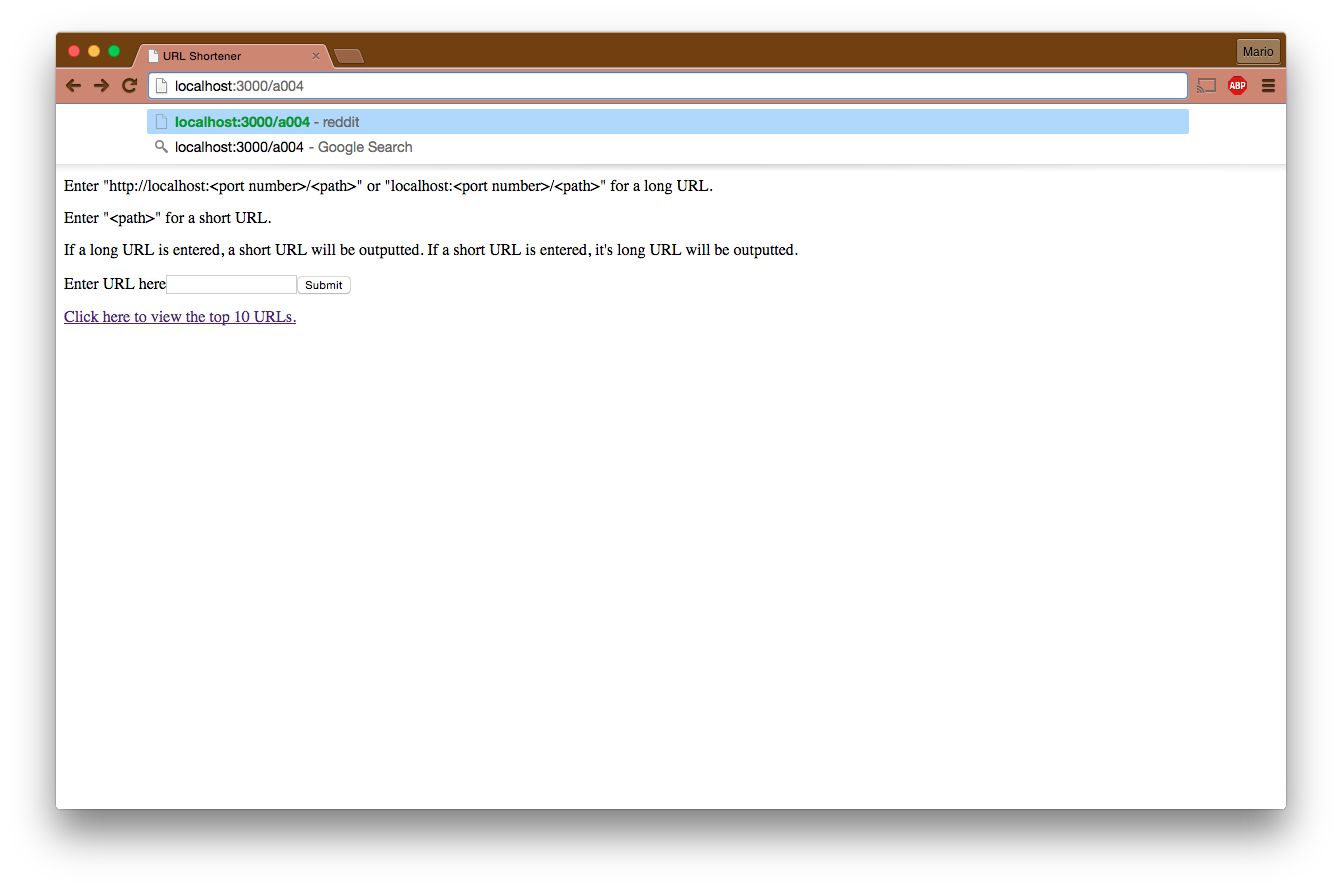 URL Shortener
Mario
localhost:3000/a004
ABP
localhost:3000/a004 - reddit
localhost:3000/a004 - Google Search
Enter "http://localhost:<port number>/<path>" or "localhost:<port number>/<path>" for a long URL.
Enter "<path>" for a short URL.
If a long URL is entered, a short URL will be outputted. If a short URL is entered, it's long URL will be outputted.
Enter URL here Submit
Click here to view the top 10 URLs.